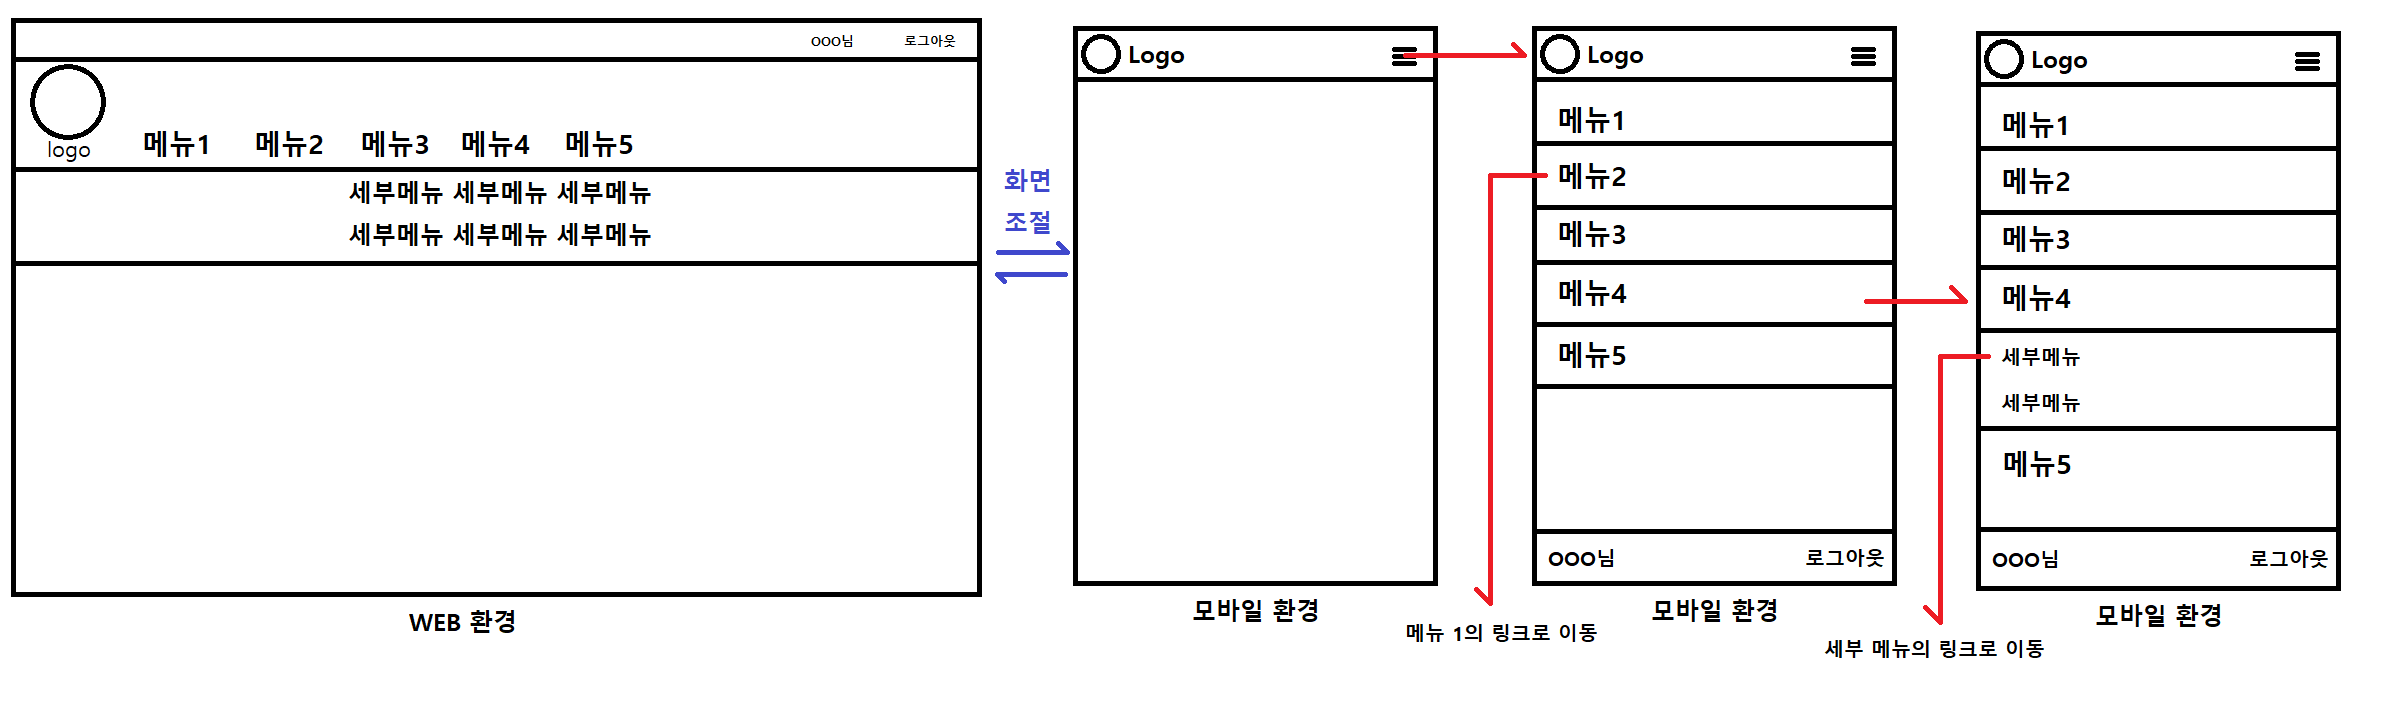 OOO님 로그아웃
logo
메뉴1 메뉴2 메뉴3 메뉴4 메뉴5
세부메뉴 세부메뉴 세부메뉴
세부메뉴 세부메뉴 세부메뉴
WEB 환경
화면
조절
Logo
모바일 환경
Logo
메뉴1
메뉴2
메뉴3
메뉴4
메뉴5
OOO님 로그아웃
모바일 환경
메뉴 1의 링크로 이동
Logo
메뉴1
메뉴2
메뉴3
메뉴4
세부메뉴
세부메뉴
메뉴5
OOO님 로그아웃
모바일 환경
세부 메뉴의 링크로 이동